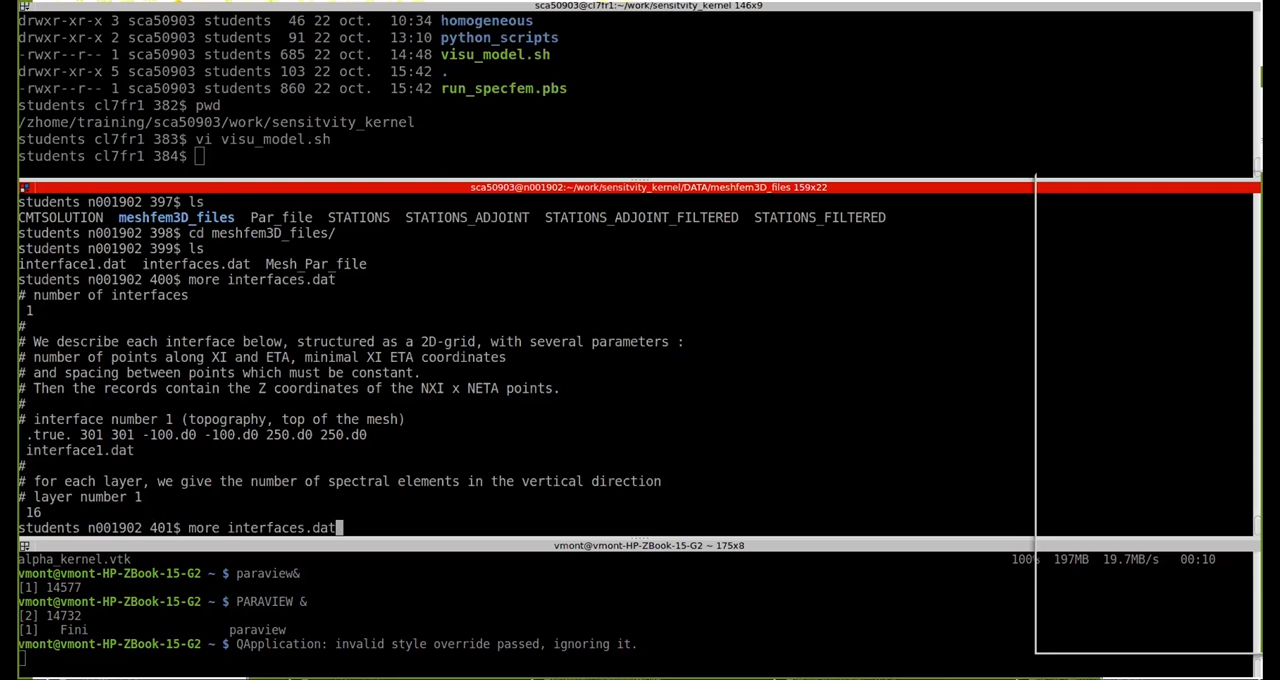 sca50903@cl7fr1:~/work/sensitvity_kernel 146x9
drwxr-xr-x 3 sca50903 students  46 22 oct.  10:34 homogeneous
drwxr-xr-x 2 sca50903 students  91 22 oct.  13:10 python_scripts
-rwxr--r-- 1 sca50903 students 685 22 oct.  14:48 visu_model.sh
drwxr-xr-x 5 sca50903 students 103 22 oct.  15:42 .
-rwxr--r-- 1 sca50903 students 860 22 oct.  15:42 run_specfem.pbs
students cl7fr1 382$ pwd
/zhome/training/sca50903/work/sensitvity_kernel
students cl7fr1 383$ vi visu_model.sh
students cl7fr1 384$
sca50903@n001902:~/work/sensitvity_kernel/DATA/meshfem3D_files 159x22
students n001902 397$ ls
CMTSOLUTION  meshfem3D_files  Par_file  STATIONS  STATIONS_ADJOINT  STATIONS_ADJOINT_FILTERED  STATIONS_FILTERED
students n001902 398$ cd meshfem3D_files/
students n001902 399$ ls
interface1.dat  interfaces.dat  Mesh_Par_file
students n001902 400$ more interfaces.dat
# number of interfaces
 1
#
# We describe each interface below, structured as a 2D-grid, with several parameters :
# number of points along XI and ETA, minimal XI ETA coordinates
# and spacing between points which must be constant.
# Then the records contain the Z coordinates of the NXI x NETA points.
#
# interface number 1 (topography, top of the mesh)
 .true. 301 301 -100.d0 -100.d0 250.d0 250.d0
 interface1.dat
#
# for each layer, we give the number of spectral elements in the vertical direction
# layer number 1
 16
students n001902 401$ more interfaces.dat
vmont@vmont-HP-ZBook-15-G2 ~ 175x8
alpha_kernel.vtk 100% 197MB 19.7MB/s 00:10
vmont@vmont-HP-ZBook-15-G2 ~ $ paraview&
[1] 14577
vmont@vmont-HP-ZBook-15-G2 ~ $ PARAVIEW &
[2] 14732
[1]   Fini                  paraview
vmont@vmont-HP-ZBook-15-G2 ~ $ QApplication: invalid style override passed, ignoring it.